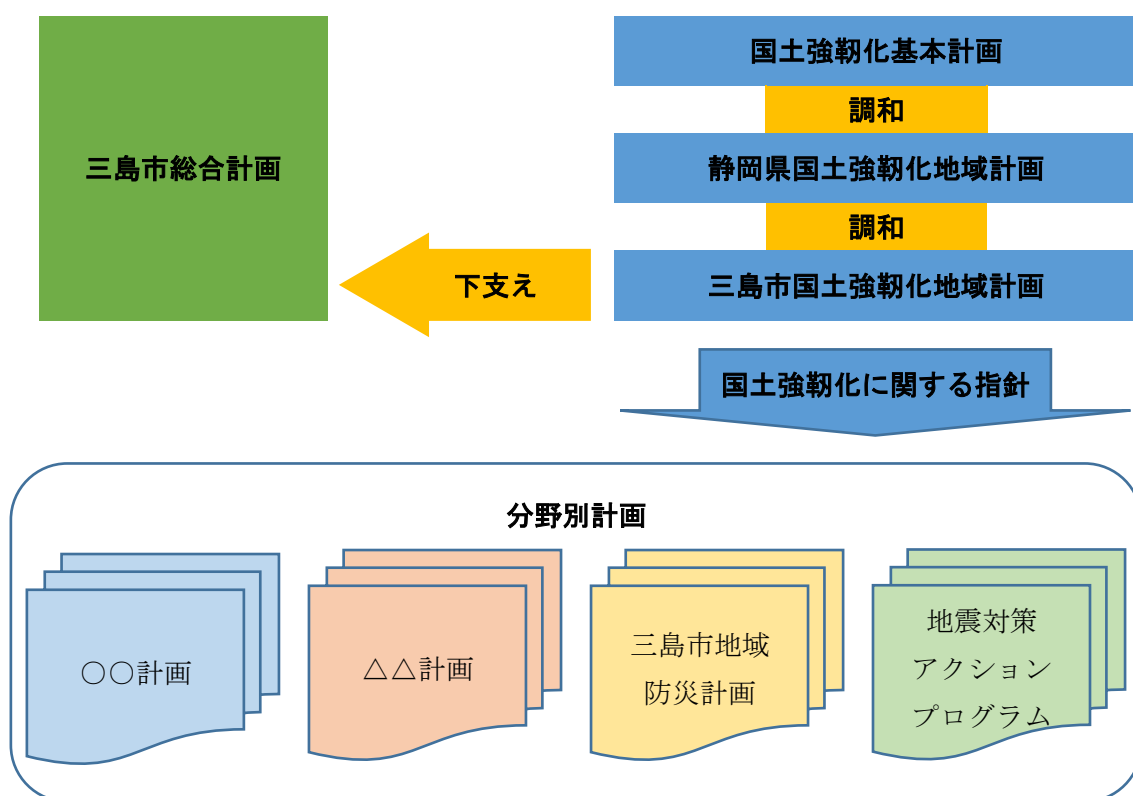 三島市総合計画
国土強靭化基本計画
調和
静岡県国土強靭化地域計画
調和
三島市国土強靭化地域計画
下支え
国土強靭化に関する指針
分野別計画
○○計画
△△計画
三島市地域
防災計画
地震対策
アクション
プログラム